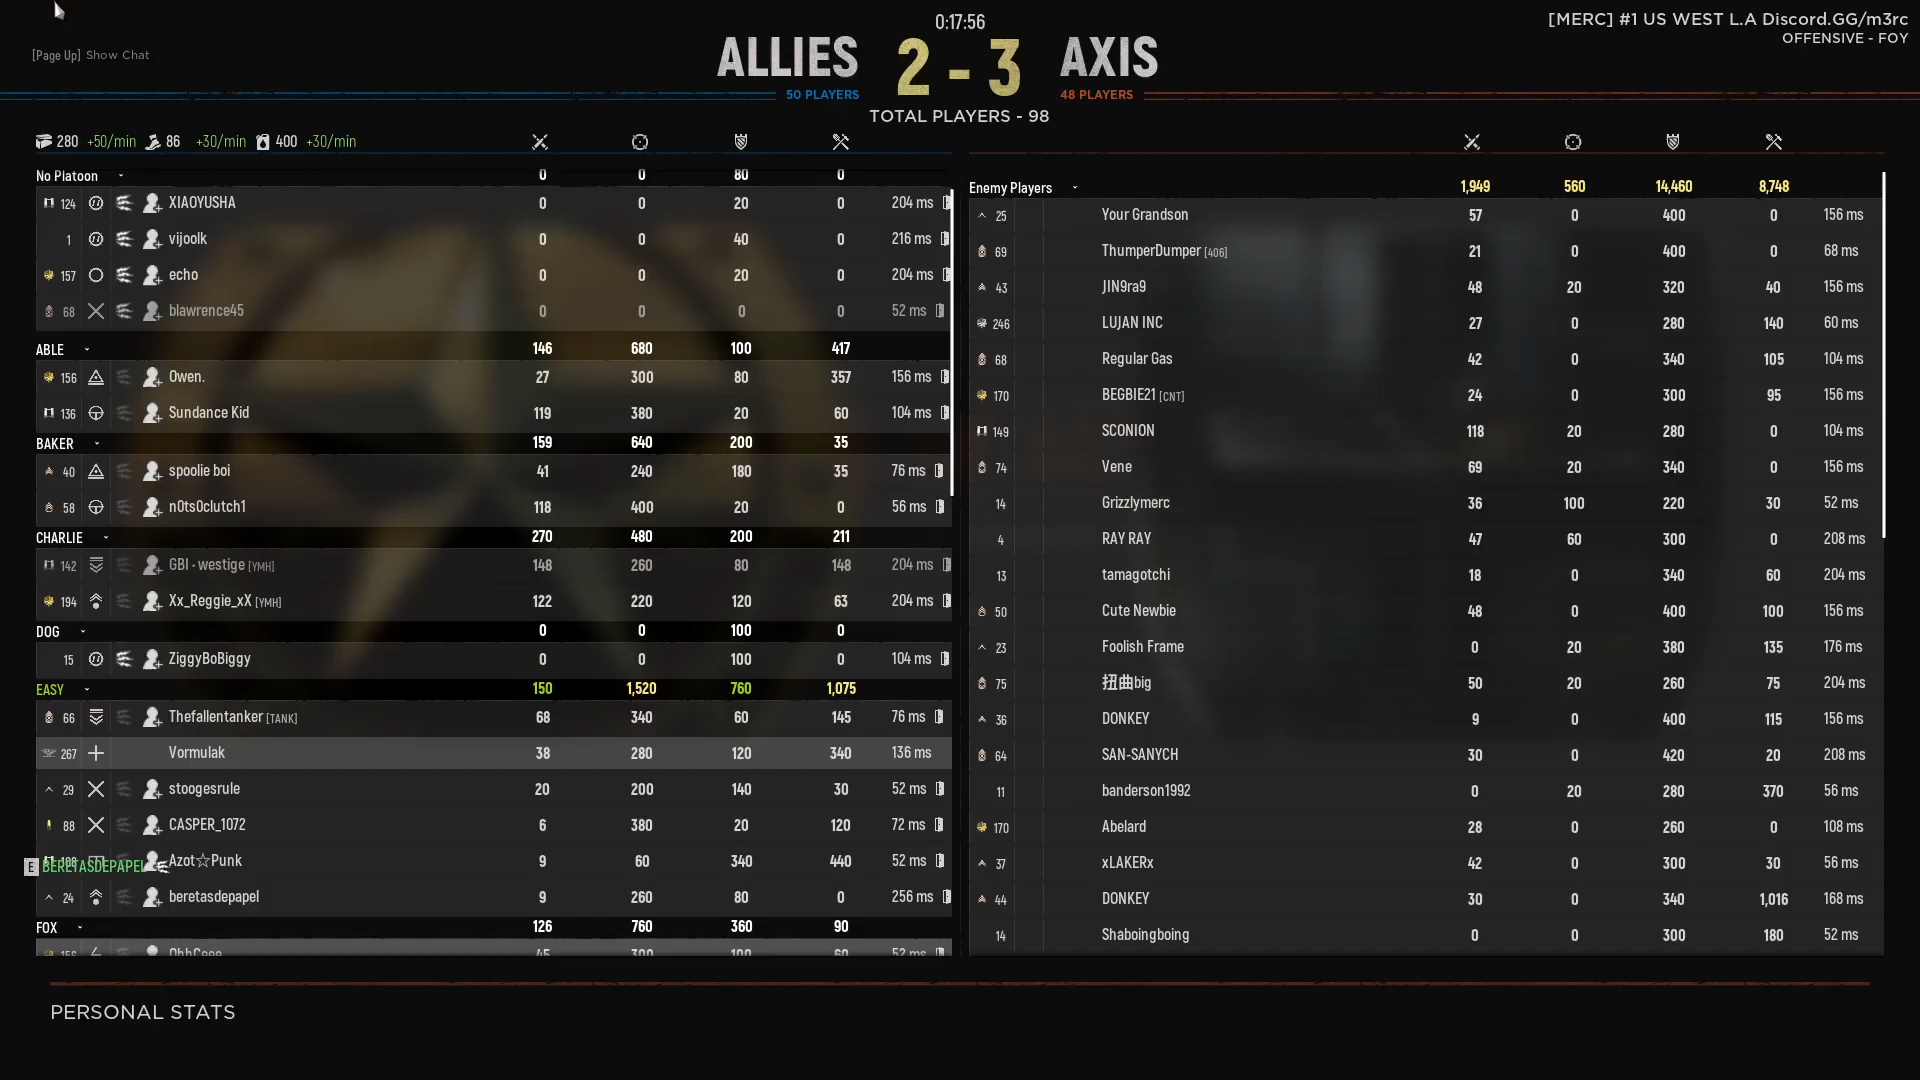 0:17:56
[MERC] #1 US WEST L.A Discord.GG/m3rc
OFFENSIVE - FOY
[Page Up] Show Chat
ALLIES 2 - 3 AXIS
50 PLAYERS 48 PLAYERS
TOTAL PLAYERS - 98
280 +50/min 86 +30/min 400 +30/min
No Platoon 0 0 80 0
124 XIAOYUSHA 0 0 20 0 204 ms
1 vijoolk 0 0 40 0 216 ms
157 echo 0 0 20 0 204 ms
68 blawrence45 0 0 0 0 52 ms
ABLE 146 680 100 417
156 Owen. 27 300 80 357 156 ms
136 Sundance Kid 119 380 20 60 104 ms
BAKER 159 640 200 35
40 spoolie boi 41 240 180 35 76 ms
58 n0ts0clutch1 118 400 20 0 56 ms
CHARLIE 270 480 200 211
142 GBI · westige [YMH] 148 260 80 148 204 ms
194 Xx_Reggie_xX [YMH] 122 220 120 63 204 ms
DOG 0 0 100 0
15 ZiggyBoBiggy 0 0 100 0 104 ms
EASY 150 1,520 760 1,075
66 Thefallentanker [TANK] 68 340 60 145 76 ms
267 Vormulak 38 280 120 340 136 ms
29 stoogesrule 20 200 140 30 52 ms
88 CASPER_1072 6 380 20 120 72 ms
Azot☆Punk 9 60 340 440 52 ms
E BERETASDEPAPEL
24 beretasdepapel 9 260 80 0 256 ms
FOX 126 760 360 90
156 OhhCeee 45 300 100 60 52 ms
Enemy Players 1,949 560 14,460 8,748
25 Your Grandson 57 0 400 0 156 ms
69 ThumperDumper [406] 21 0 400 0 68 ms
43 JIN9ra9 48 20 320 40 156 ms
246 LUJAN INC 27 0 280 140 60 ms
68 Regular Gas 42 0 340 105 104 ms
170 BEGBIE21 [CNT] 24 0 300 95 156 ms
149 SCONION 118 20 280 0 104 ms
74 Vene 69 20 340 0 156 ms
14 Grizzlymerc 36 100 220 30 52 ms
4 RAY RAY 47 60 300 0 208 ms
13 tamagotchi 18 0 340 60 204 ms
50 Cute Newbie 48 0 400 100 156 ms
23 Foolish Frame 0 20 380 135 176 ms
75 扭曲big 50 20 260 75 204 ms
36 DONKEY 9 0 400 115 156 ms
64 SAN-SANYCH 30 0 420 20 208 ms
11 banderson1992 0 20 280 370 56 ms
170 Abelard 28 0 260 0 108 ms
37 xLAKERx 42 0 300 30 56 ms
44 DONKEY 30 0 340 1,016 168 ms
14 Shaboingboing 0 0 300 180 52 ms
PERSONAL STATS